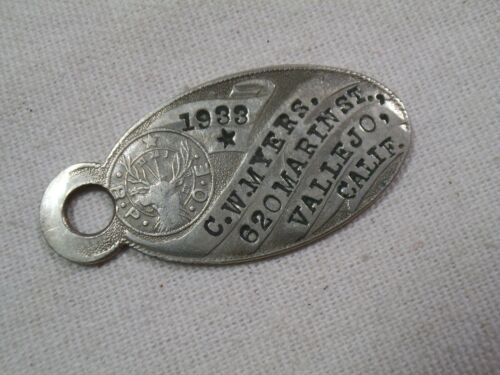 1933
C.W.MYERS.
620 MARIN ST.,
VALLEJO,
CALIF.
B.P.O.E.